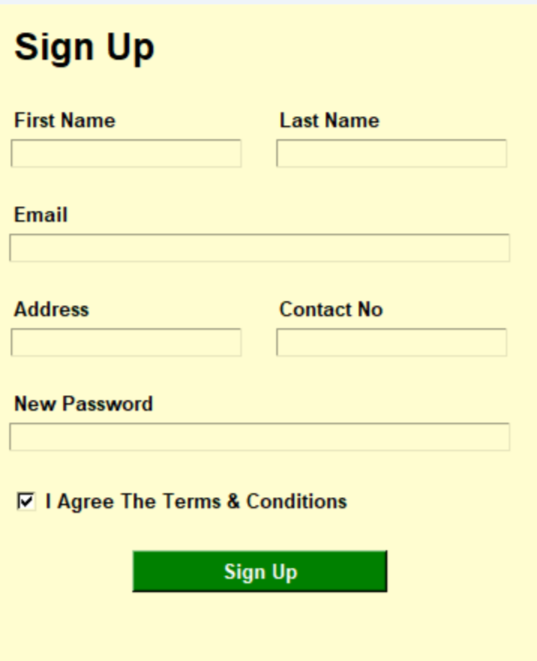 Sign Up
First Name Last Name
Email
Address Contact No
New Password
I Agree The Terms & Conditions
Sign Up